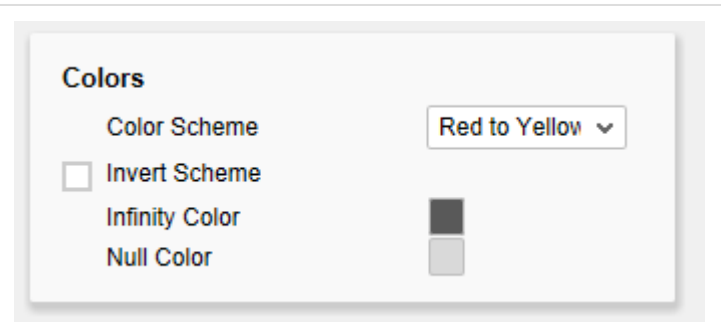 Colors
Color Scheme Red to Yellow
Invert Scheme
Infinity Color
Null Color